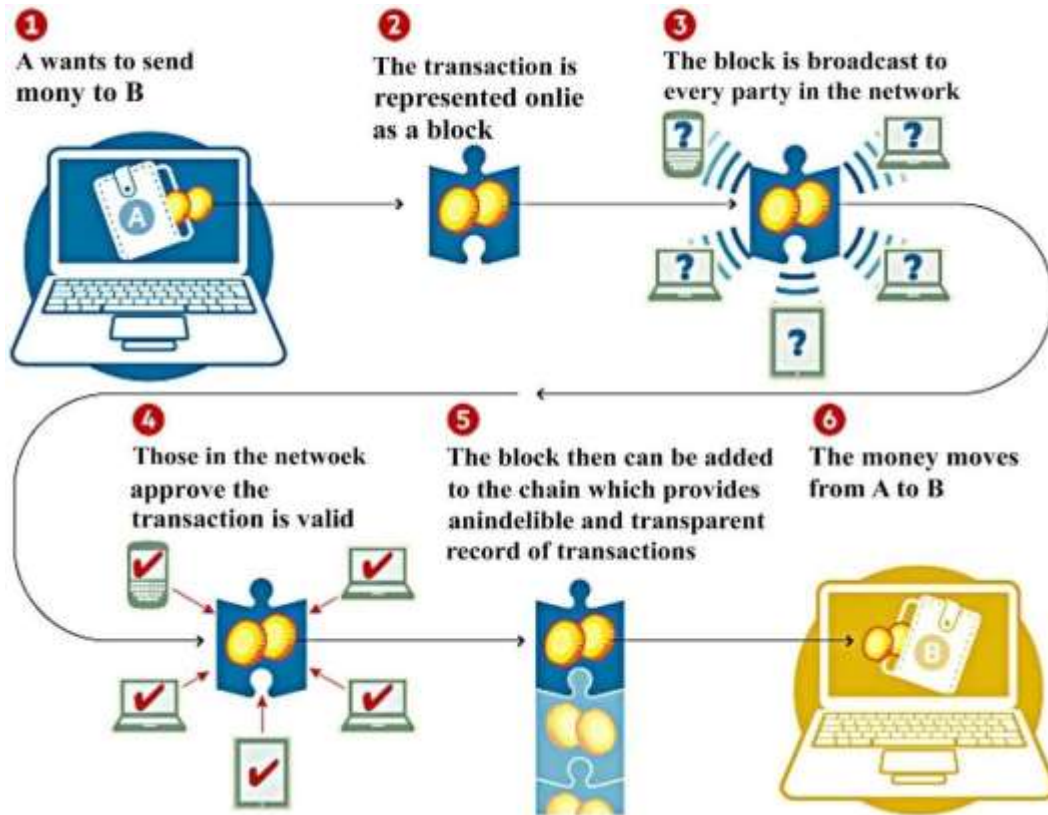 1
A wants to send
mony to B
2
The transaction is
represented onlie
as a block
3
The block is broadcast to
every party in the network
A
?
?
?
?
?
4
Those in the netwoek
approve the
transaction is valid
5
The block then can be added
to the chain which provides
anindelible and transparent
record of transactions
6
The money moves
from A to B
B